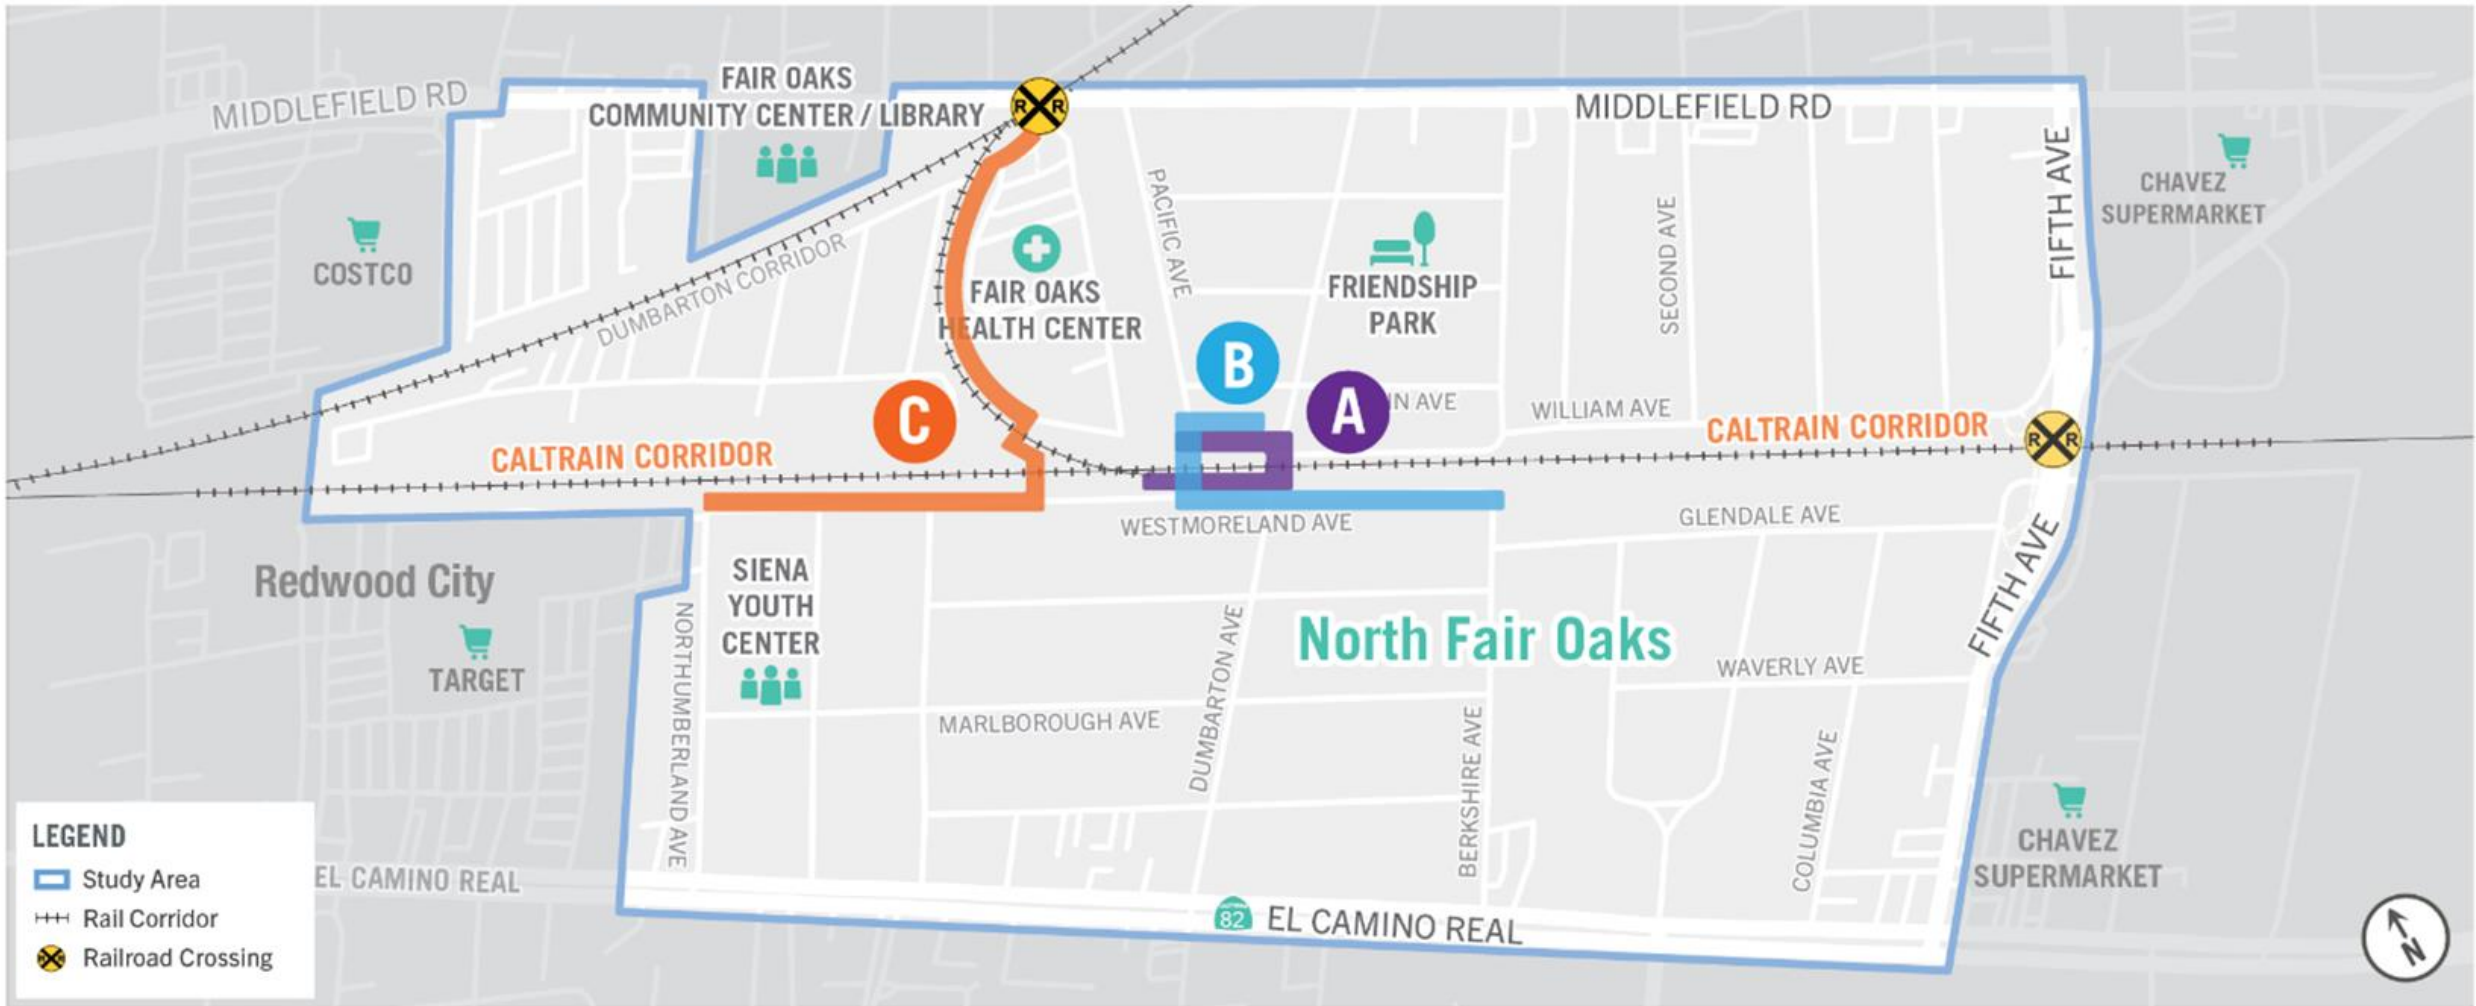 MIDDLEFIELD RD
FAIR OAKS
COMMUNITY CENTER / LIBRARY
R R
MIDDLEFIELD RD
FIFTH AVE
CHAVEZ
SUPERMARKET
COSTCO
DUMBARTON CORRIDOR
FAIR OAKS
HEALTH CENTER
PACIFIC AVE
FRIENDSHIP
PARK
SECOND AVE
B
A
C
IN AVE
WILLIAM AVE
CALTRAIN CORRIDOR
CALTRAIN CORRIDOR
R R
WESTMORELAND AVE
GLENDALE AVE
FIFTH AVE
Redwood City
TARGET
NORTHUMBERLAND AVE
SIENA
YOUTH
CENTER
North Fair Oaks
MARLBOROUGH AVE
DUMBARTON AVE
WAVERLY AVE
BERKSHIRE AVE
COLUMBIA AVE
CHAVEZ
SUPERMARKET
LEGEND
Study Area
Rail Corridor
Railroad Crossing
EL CAMINO REAL
82
EL CAMINO REAL
N